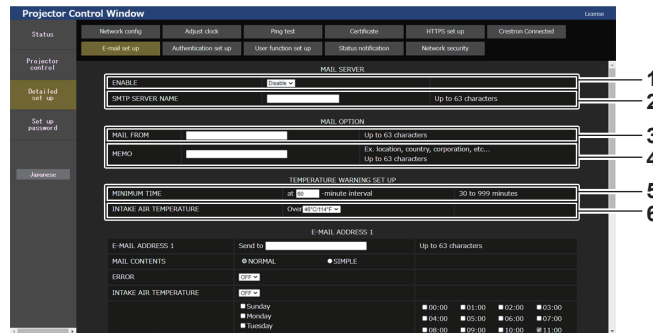 Projector Control Window
License
Status
Network config
Adjust clock
Ping test
Certificate
HTTPS set up
Crestron Connected
E-mail set up
Authentication set up
User function set up
Status notification
Network security
Projector
control
Detailed
set up
Set up
password
Japanese
MAIL SERVER
ENABLE Disable 1
SMTP SERVER NAME Up to 63 characters 2
MAIL OPTION
MAIL FROM Up to 63 characters 3
MEMO Ex. location, country, corporation, etc...
Up to 63 characters 4
TEMPERATURE WARNING SET UP
MINIMUM TIME at 60 -minute interval 30 to 999 minutes 5
INTAKE AIR TEMPERATURE Over 46°C/114°F 6
E-MAIL ADDRESS 1
E-MAIL ADDRESS 1 Send to Up to 63 characters
MAIL CONTENTS NORMAL SIMPLE
ERROR OFF
INTAKE AIR TEMPERATURE OFF
Sunday 00:00 01:00 02:00 03:00
Monday 04:00 05:00 06:00 07:00
Tuesday 08:00 09:00 10:00 11:00